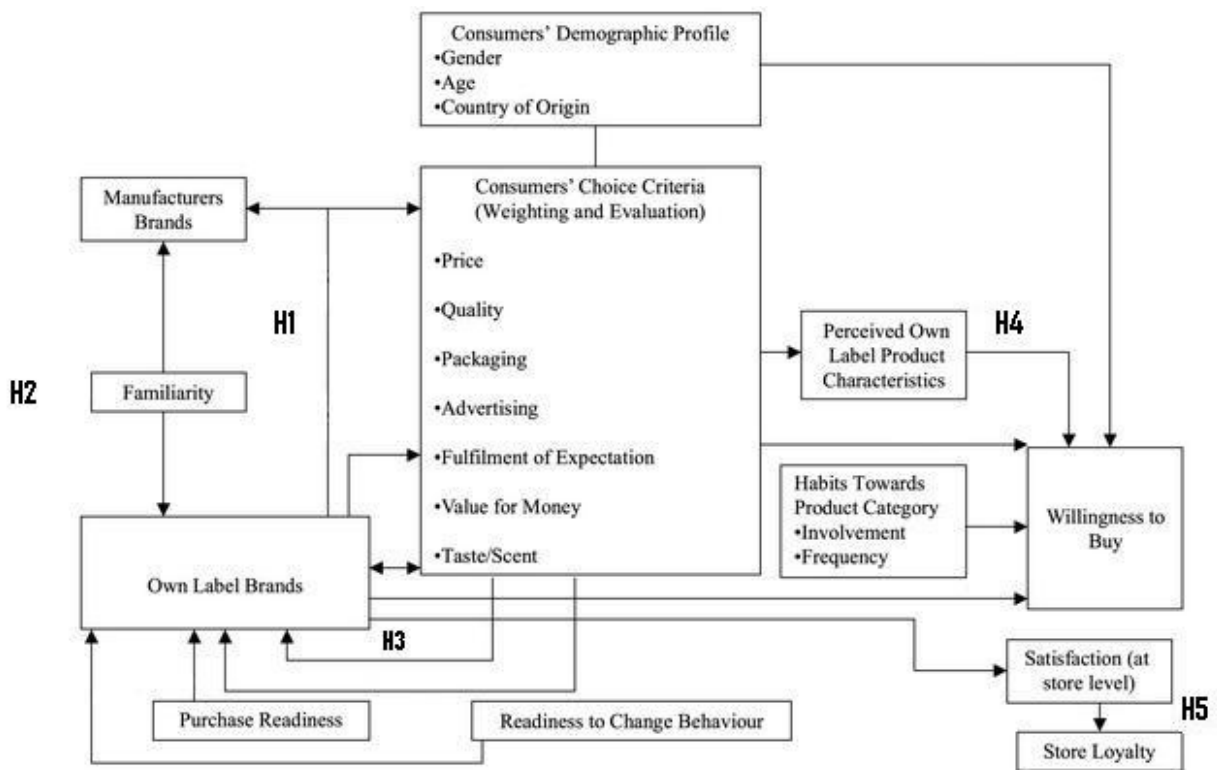 Consumers' Demographic Profile
•Gender
•Age
•Country of Origin
Manufacturers
Brands
Consumers' Choice Criteria
(Weighting and Evaluation)
•Price
•Quality
•Packaging
•Advertising
•Fulfilment of Expectation
•Value for Money
•Taste/Scent
H1
H2
Familiarity
Perceived Own
Label Product
Characteristics
H4
Habits Towards
Product Category
•Involvement
•Frequency
Willingness to
Buy
Own Label Brands
H3
Satisfaction (at
store level)
Purchase Readiness
Readiness to Change Behaviour
H5
Store Loyalty